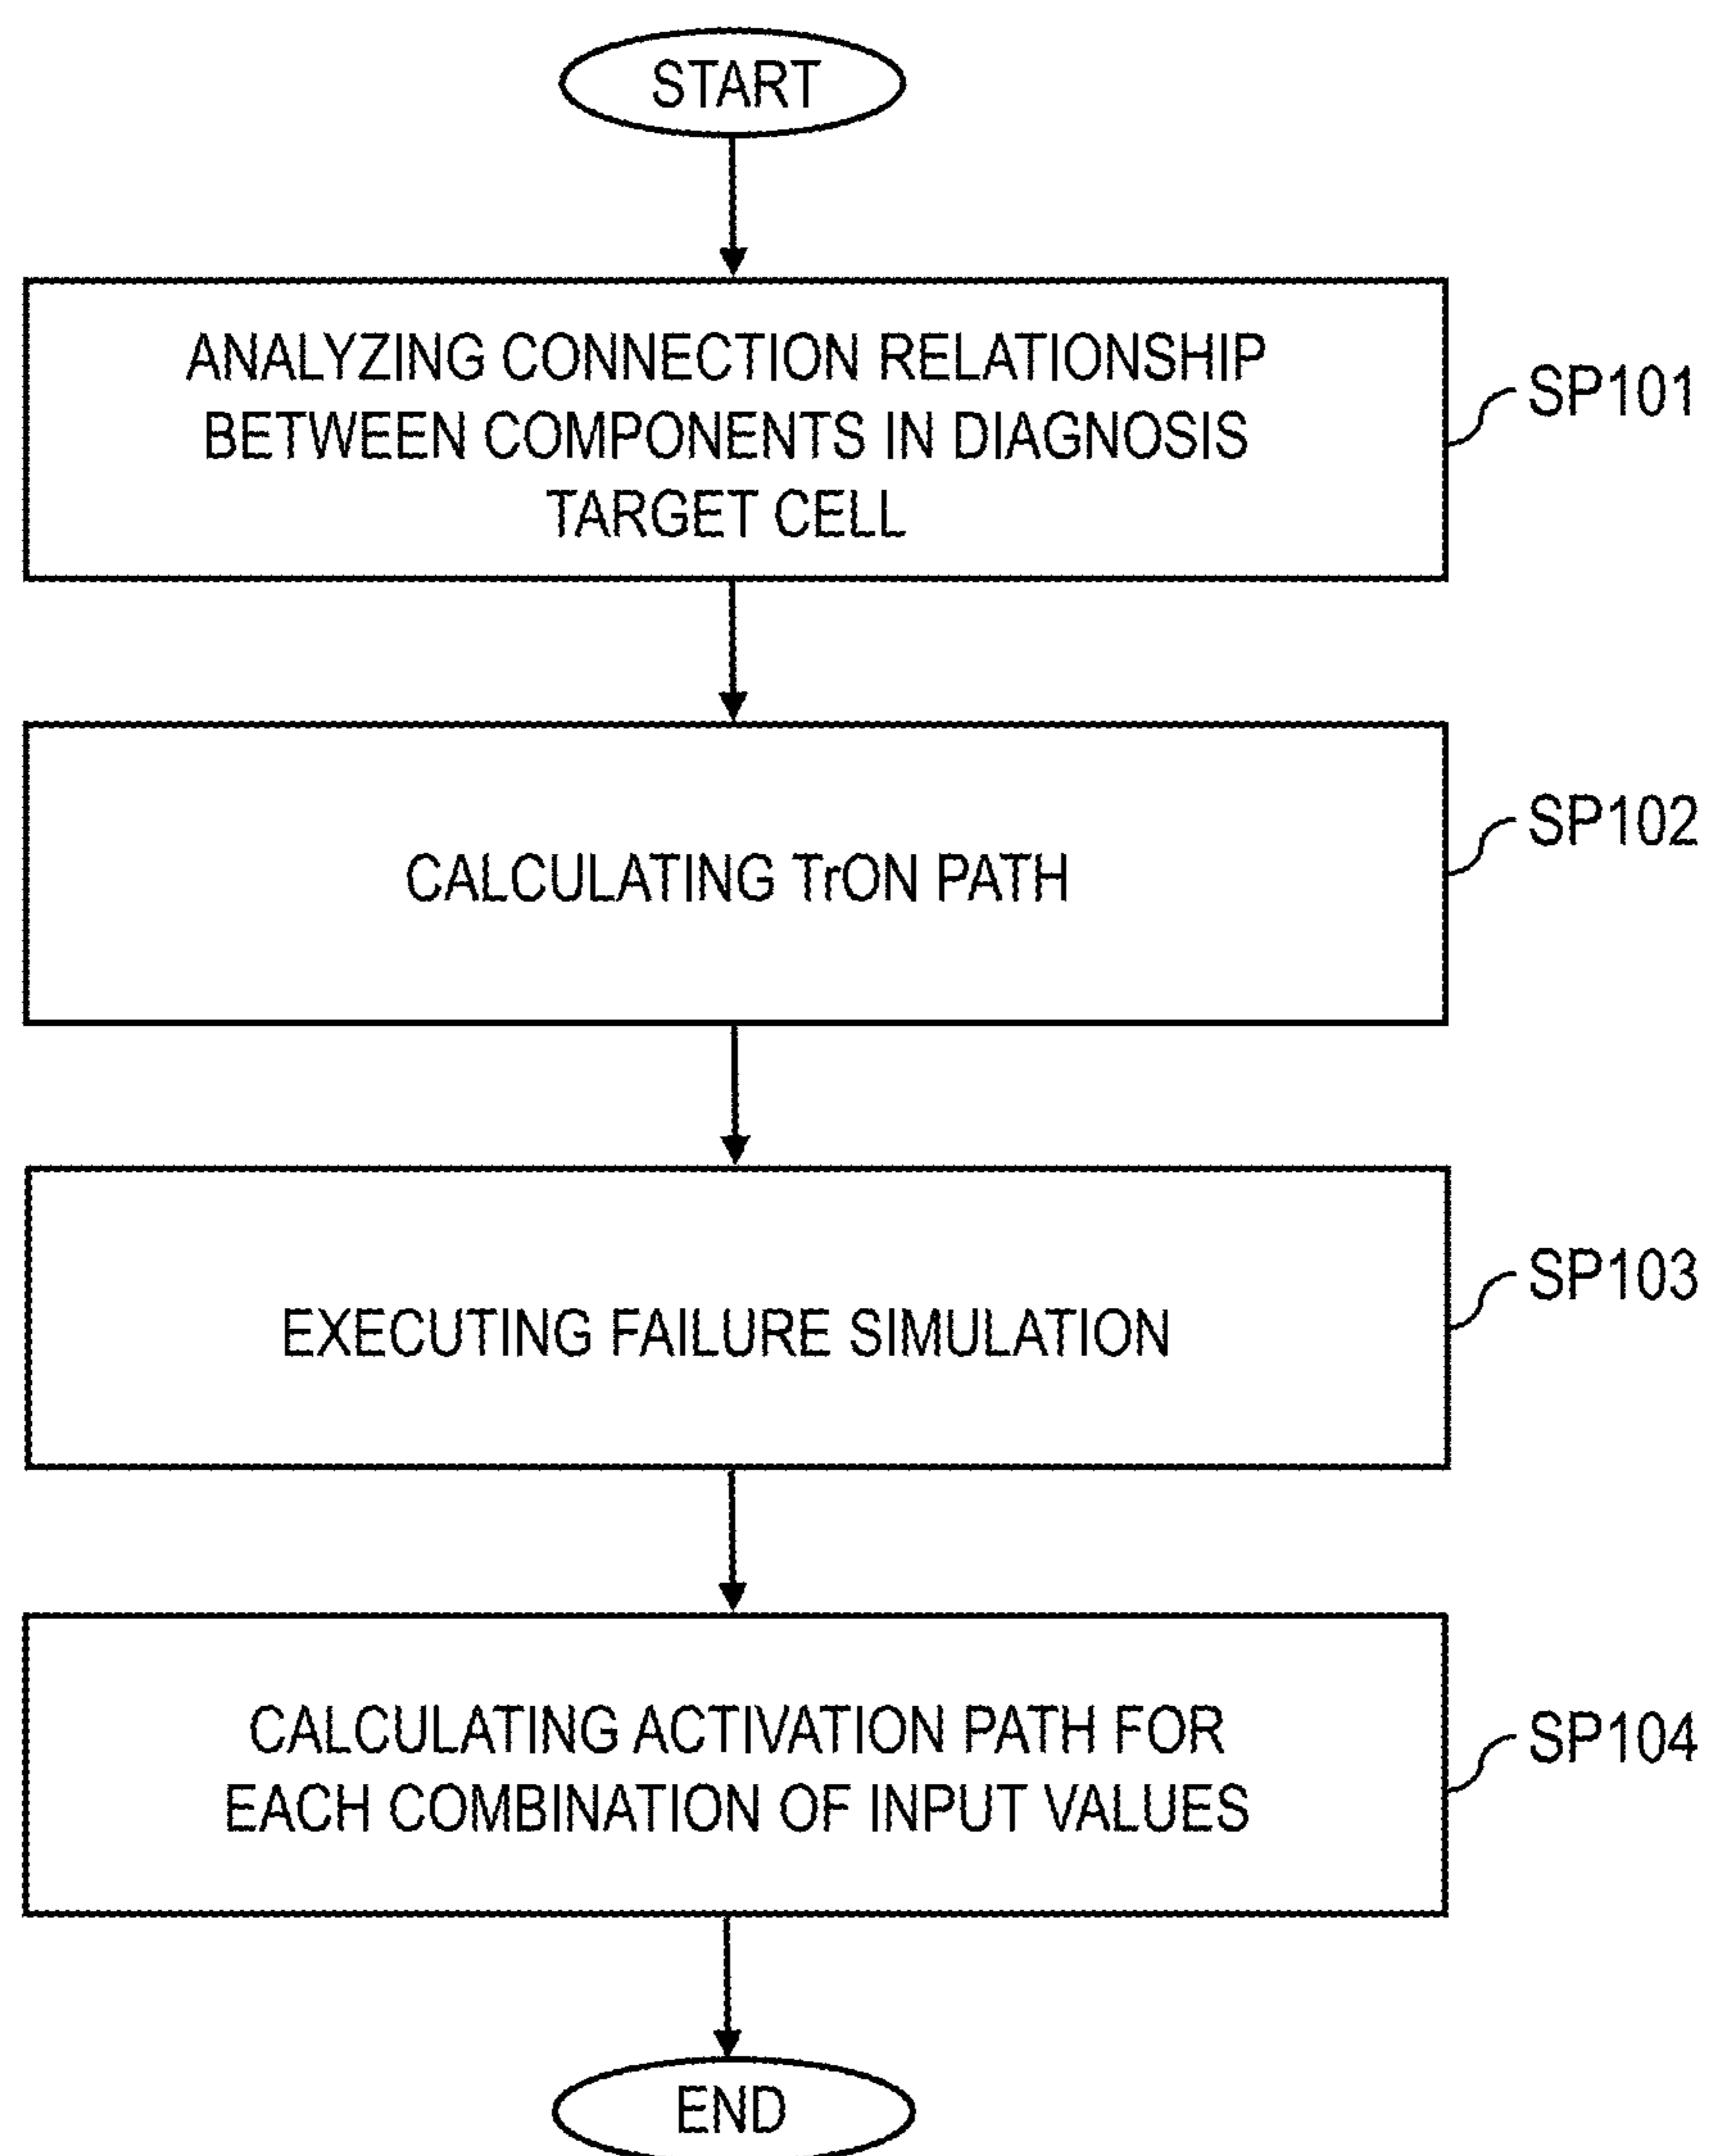 START
ANALYZING CONNECTION RELATIONSHIP
BETWEEN COMPONENTS IN DIAGNOSIS
TARGET CELL
SP101
CALCULATING TrON PATH
SP102
EXECUTING FAILURE SIMULATION
SP103
CALCULATING ACTIVATION PATH FOR
EACH COMBINATION OF INPUT VALUES
SP104
END